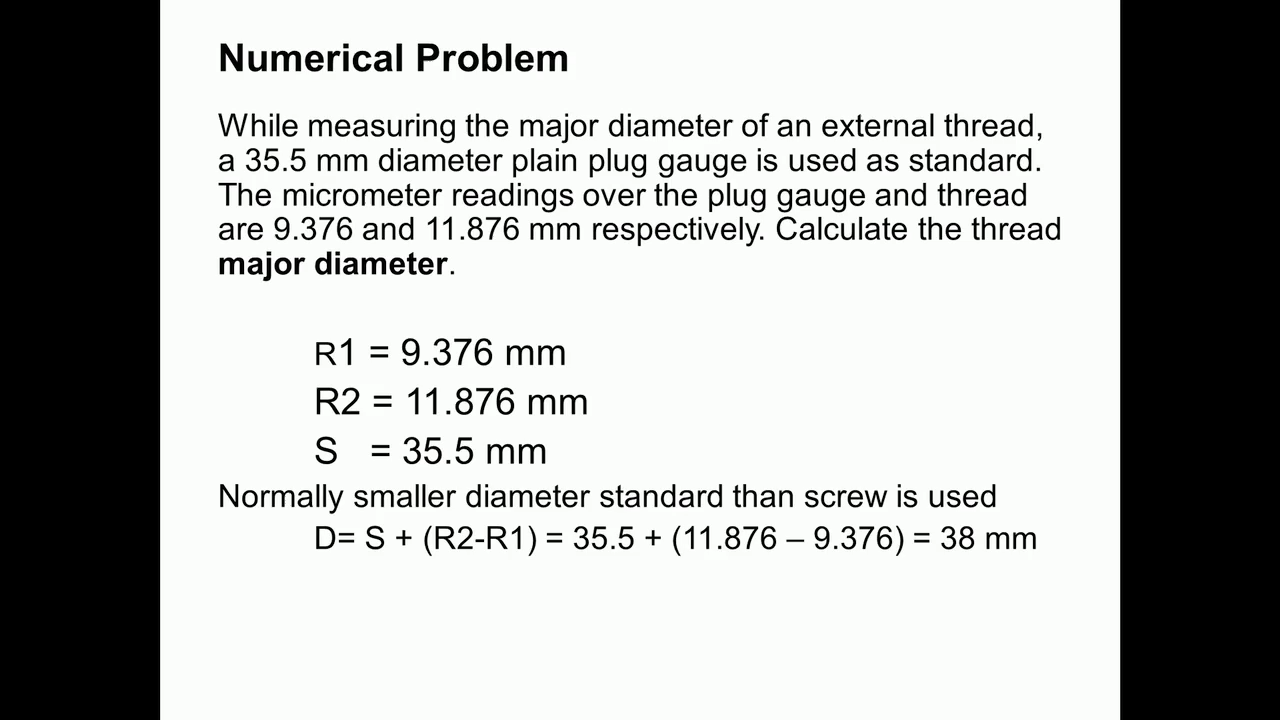 Numerical Problem
While measuring the major diameter of an external thread,
a 35.5 mm diameter plain plug gauge is used as standard.
The micrometer readings over the plug gauge and thread
are 9.376 and 11.876 mm respectively. Calculate the thread
major diameter.
R1 = 9.376 mm
R2 = 11.876 mm
S = 35.5 mm
Normally smaller diameter standard than screw is used
D= S + (R2-R1) = 35.5 + (11.876 – 9.376) = 38 mm